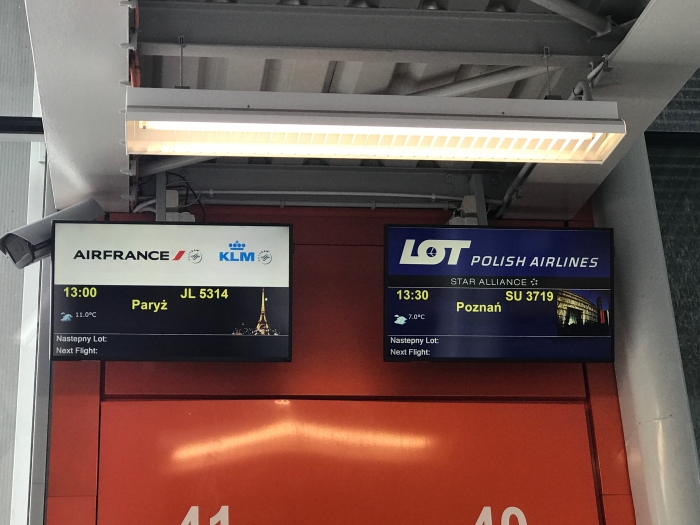 AIRFRANCE KLM
13:00 JL 5314
Paryż
11.0°C
Następny Lot:
Next Flight:
LOT POLISH AIRLINES
STAR ALLIANCE
13:30 SU 3719
Poznań
7.0°C
Następny Lot:
Next Flight:
41 40